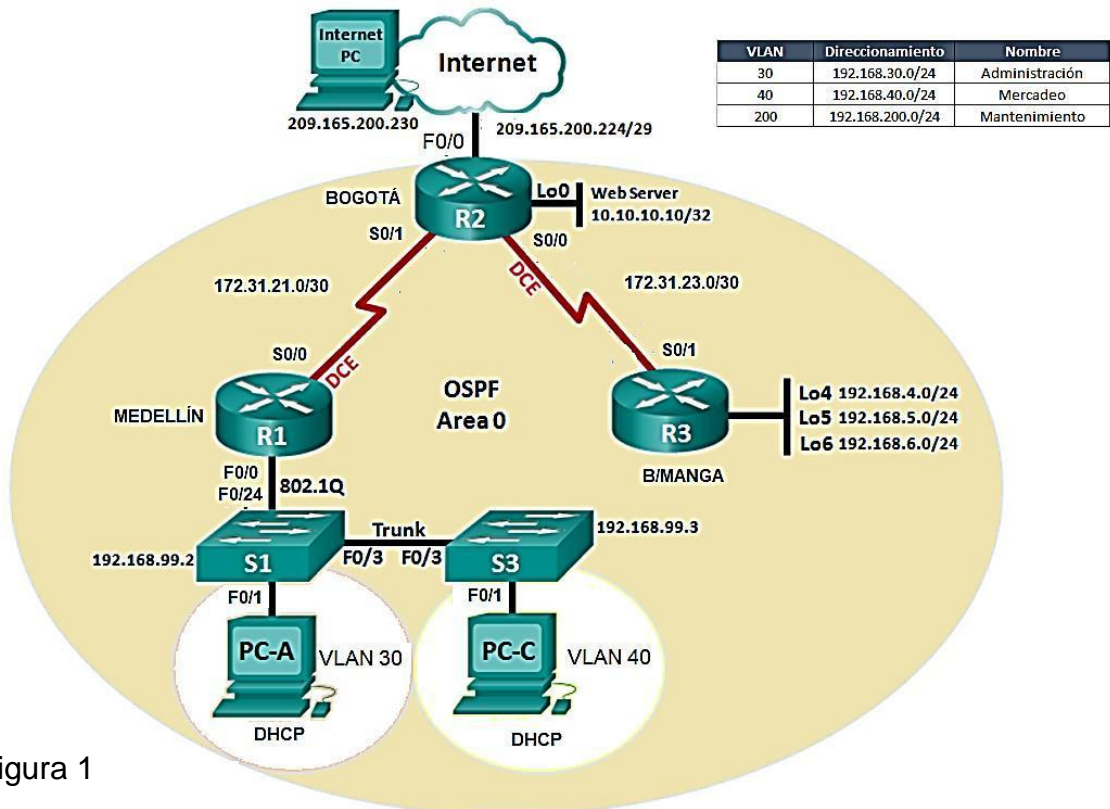 Internet
PC
Internet
209.165.200.230
209.165.200.224/29
F0/0
VLAN Direccionamiento Nombre
30 192.168.30.0/24 Administración
40 192.168.40.0/24 Mercadeo
200 192.168.200.0/24 Mantenimiento
BOGOTÁ
R2
Lo0
Web Server
10.10.10.10/32
S0/1
S0/0
DCE
172.31.21.0/30
172.31.23.0/30
S0/0
DCE
S0/1
OSPF
Area 0
MEDELLÍN
R1
R3
B/MANGA
Lo4 192.168.4.0/24
Lo5 192.168.5.0/24
Lo6 192.168.6.0/24
F0/0
F0/24
802.1Q
Trunk
192.168.99.2
S1
F0/3
F0/3
S3
192.168.99.3
F0/1
F0/1
PC-A
VLAN 30
PC-C
VLAN 40
DHCP
DHCP
igura 1